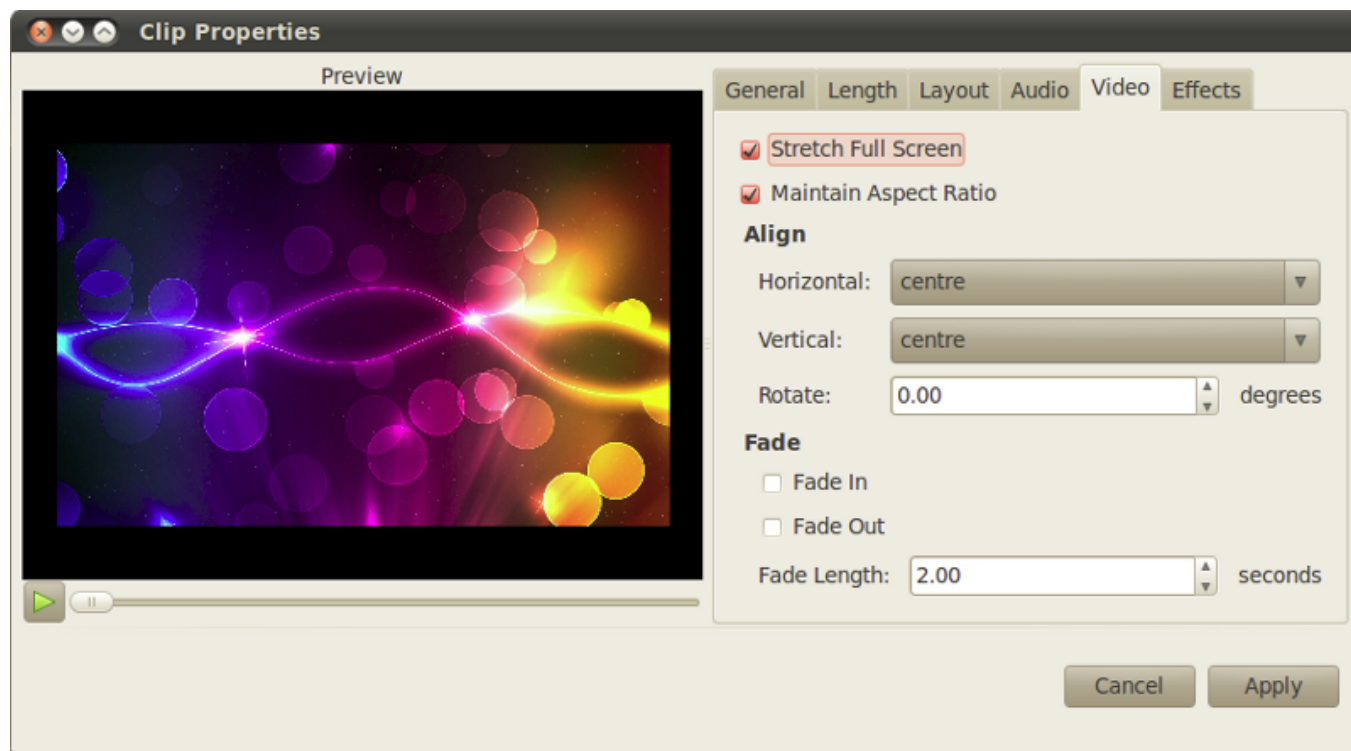 Clip Properties
Preview
General Length Layout Audio Video Effects
Stretch Full Screen
Maintain Aspect Ratio
Align
Horizontal: centre
Vertical: centre
Rotate: 0.00 degrees
Fade
Fade In
Fade Out
Fade Length: 2.00 seconds
Cancel Apply